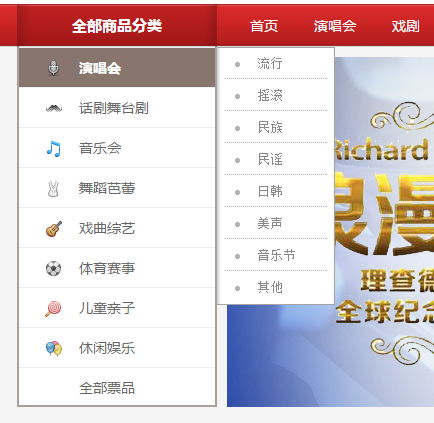 全部商品分类 首页 演唱会 戏剧
演唱会
话剧舞台剧
音乐会
舞蹈芭蕾
戏曲综艺
体育赛事
儿童亲子
休闲娱乐
全部票品
流行
摇滚
民族
民谣
日韩
美声
音乐节
其他
Richard
浪漫
理查德
全球纪念